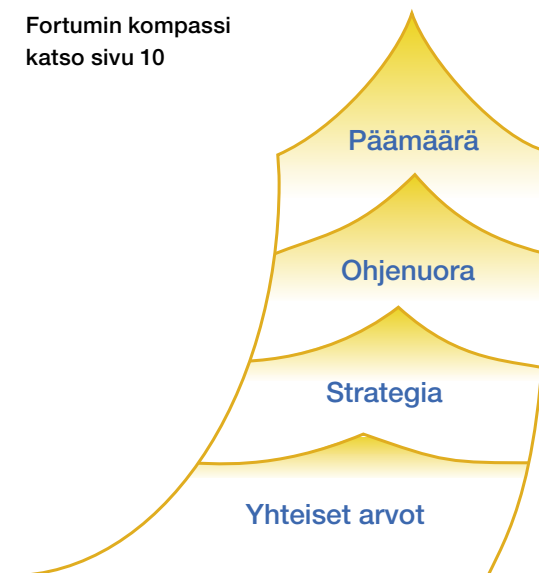 Fortumin kompassi
katso sivu 10
Päämäärä
Ohjenuora
Strategia
Yhteiset arvot